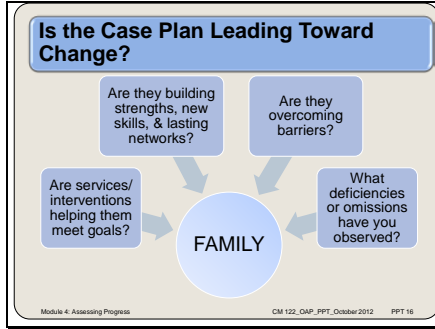 Is the Case Plan Leading Toward
Change?
Are they building
strengths, new
skills, & lasting
networks?
Are they
overcoming
barriers?
Are services/
interventions
helping them
meet goals?
What
deficiencies
or omissions
have you
observed?
FAMILY
Module 4: Assessing Progress
CM 122_OAP_PPT_October 2012
PPT 16